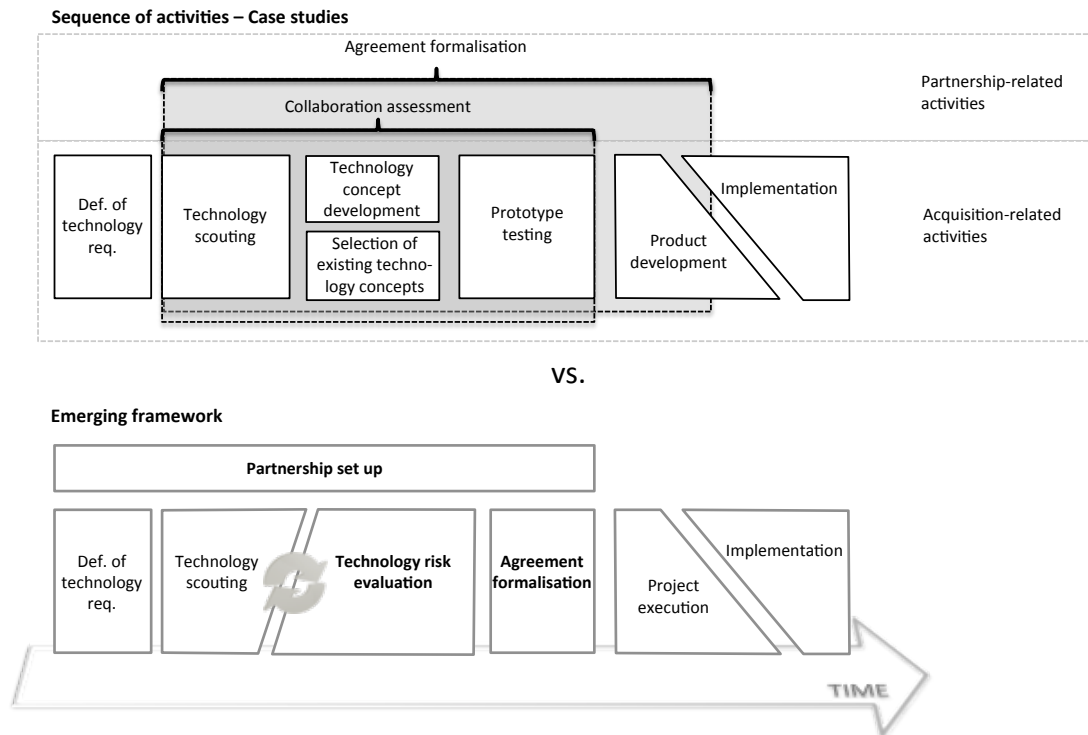 Sequence of activities – Case studies
Agreement formalisation
Partnership-related
activities
Collaboration assessment
Def. of
technology
req.
Technology
scouting
Technology
concept
development
Selection of
existing techno-
logy concepts
Prototype
testing
Product
development
Implementation
Acquisition-related
activities
vs.
Emerging framework
Partnership set up
Def. of
technology
req.
Technology
scouting
Technology risk
evaluation
Agreement
formalisation
Project
execution
Implementation
TIME